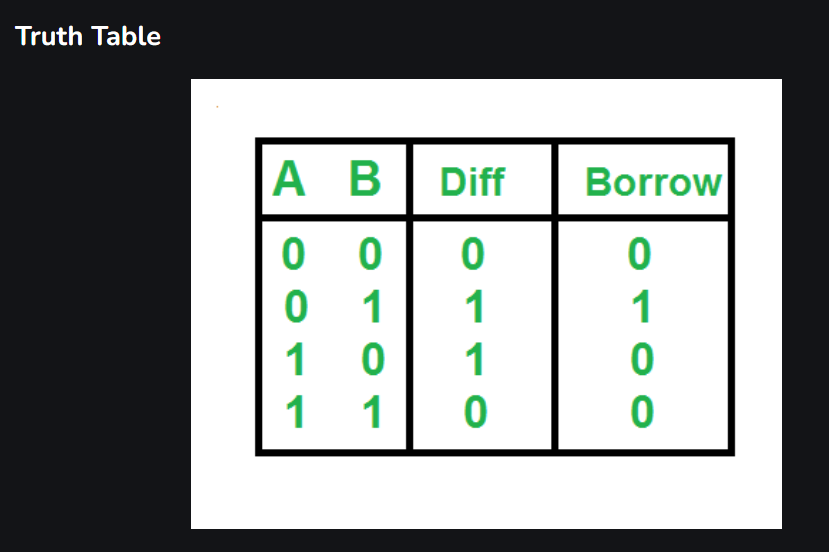 Truth Table
A B Diff Borrow
0 0 0 0
0 1 1 1
1 0 1 0
1 1 0 0